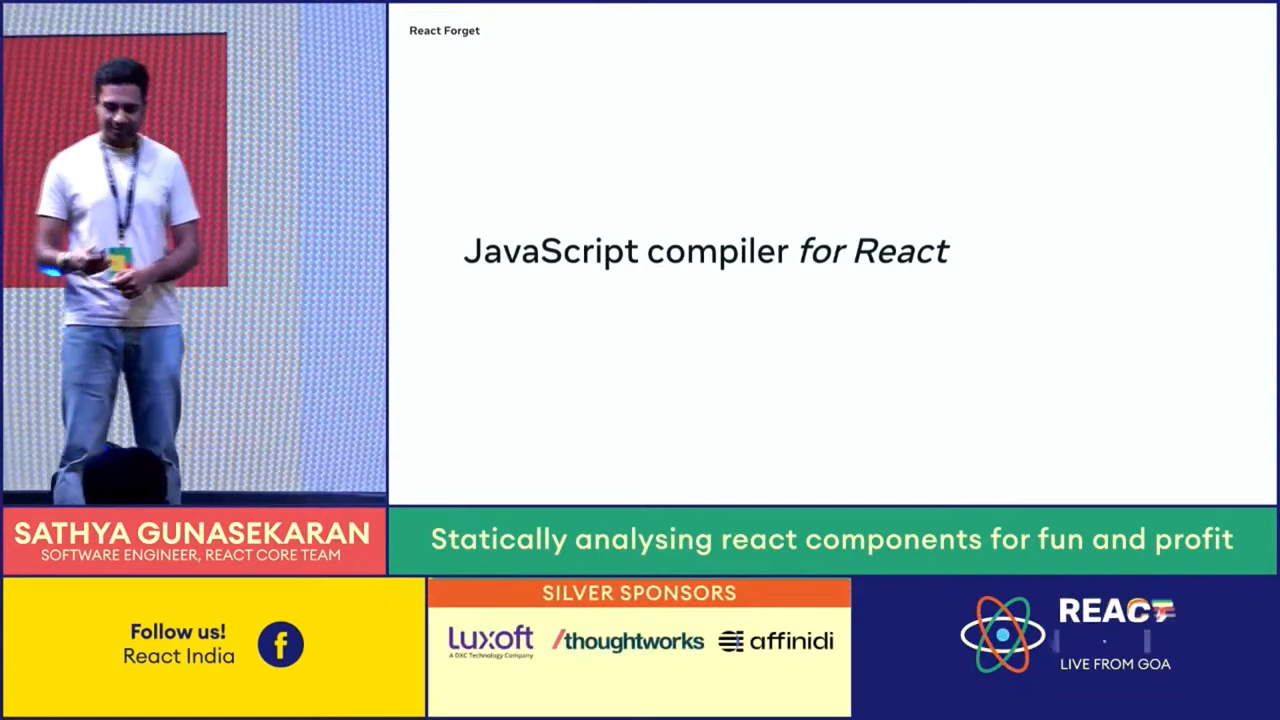 React Forget
JavaScript compiler for React
SATHYA GUNASEKARAN
SOFTWARE ENGINEER, REACT CORE TEAM
Statically analysing react components for fun and profit
Follow us!
React India
SILVER SPONSORS
Luxoft
A DXC Technology Company
/thoughtworks
affinidi
REACT
LIVE FROM GOA